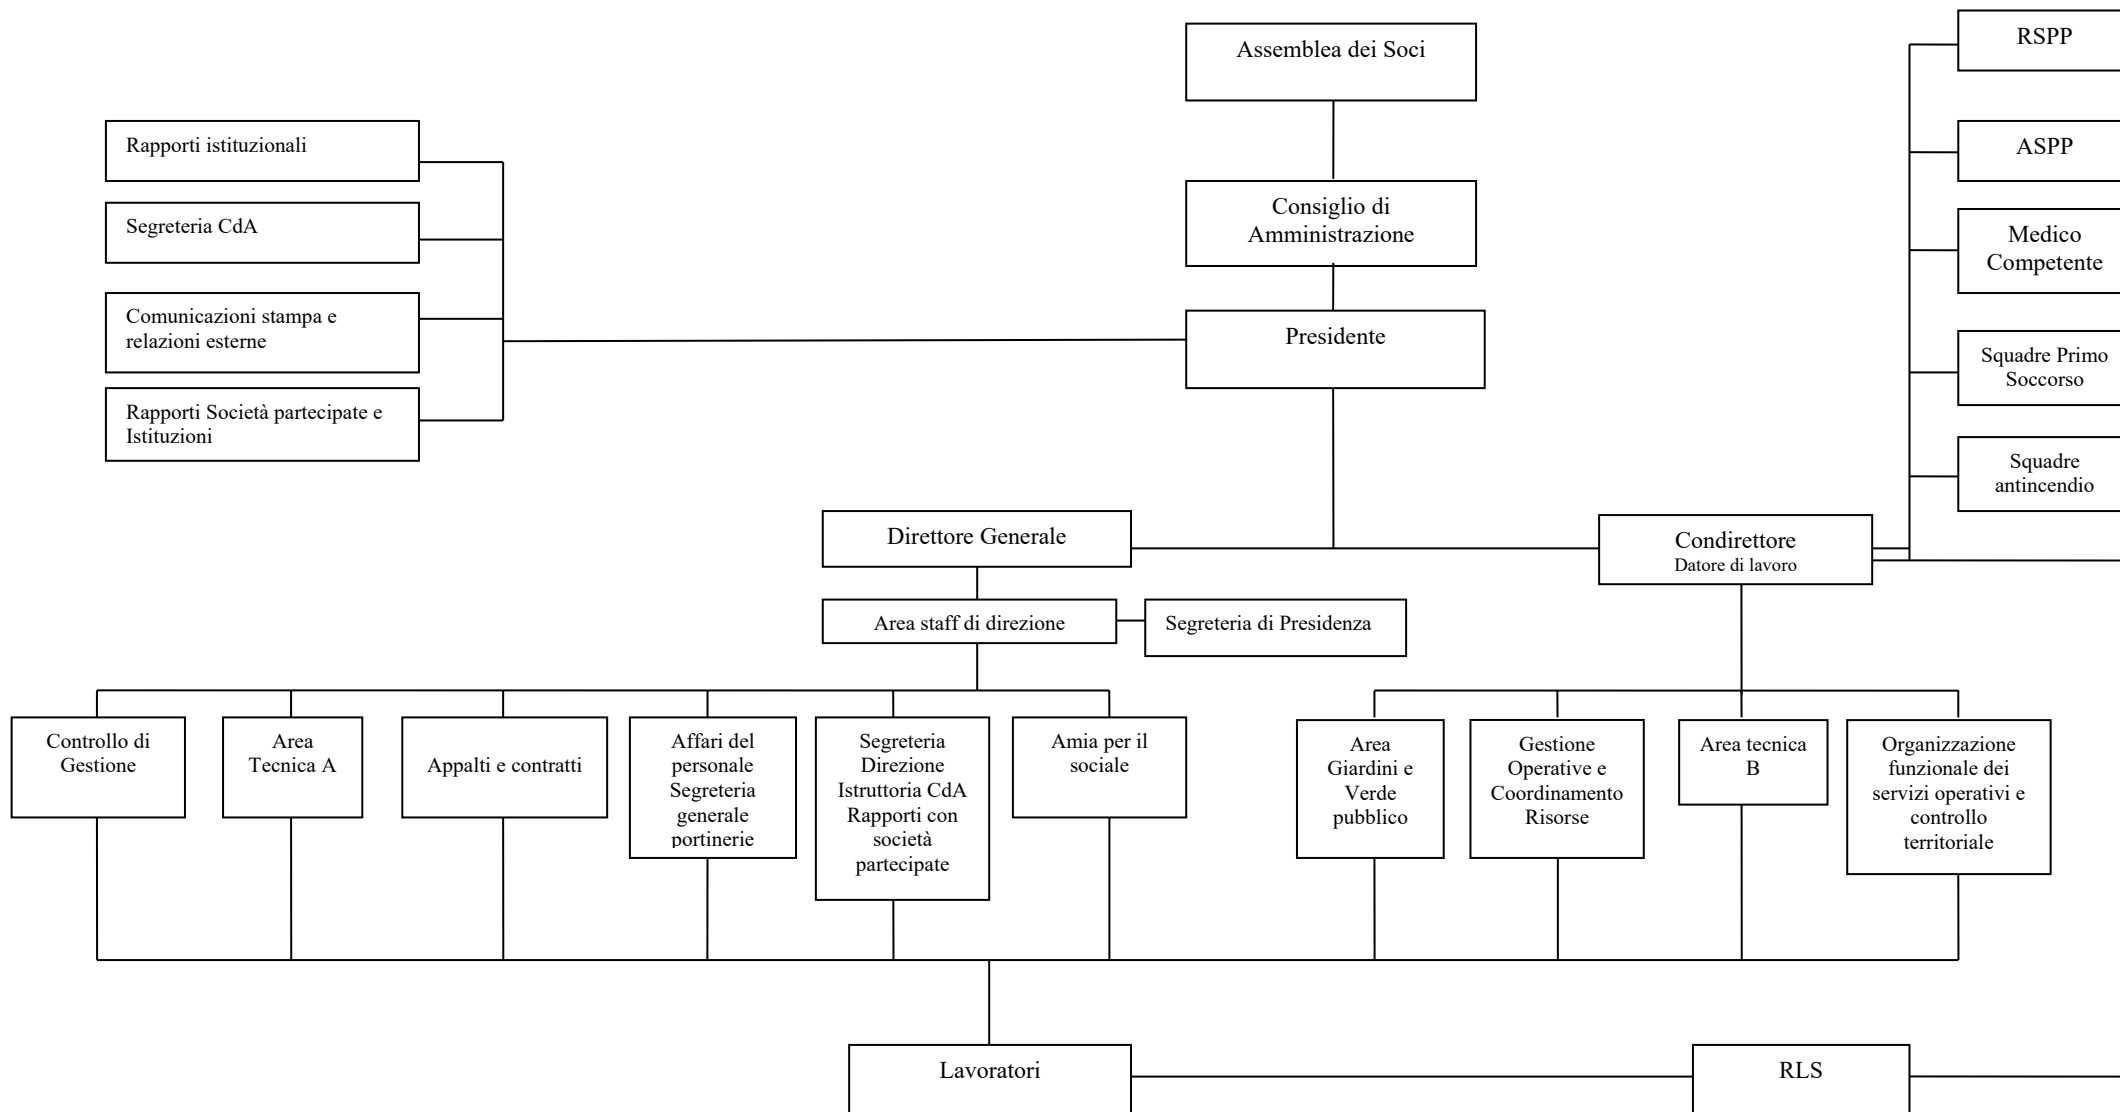 Assemblea dei Soci
RSPP
Rapporti istituzionali
ASPP
Segreteria CdA
Consiglio di
Amministrazione
Medico
Competente
Comunicazioni stampa e
relazioni esterne
Presidente
Squadre Primo
Soccorso
Rapporti Società partecipate e
Istituzioni
Squadre
antincendio
Direttore Generale
Condirettore
Datore di lavoro
Area staff di direzione
Segreteria di Presidenza
Controllo di
Gestione
Area
Tecnica A
Appalti e contratti
Affari del
personale
Segreteria
generale
portinerie
Segreteria
Direzione
Istruttoria CdA
Rapporti con
società
partecipate
Amia per il
sociale
Area
Giardini e
Verde
pubblico
Gestione
Operative e
Coordinamento
Risorse
Area tecnica
B
Organizzazione
funzionale dei
servizi operativi e
controllo
territoriale
Lavoratori
RLS